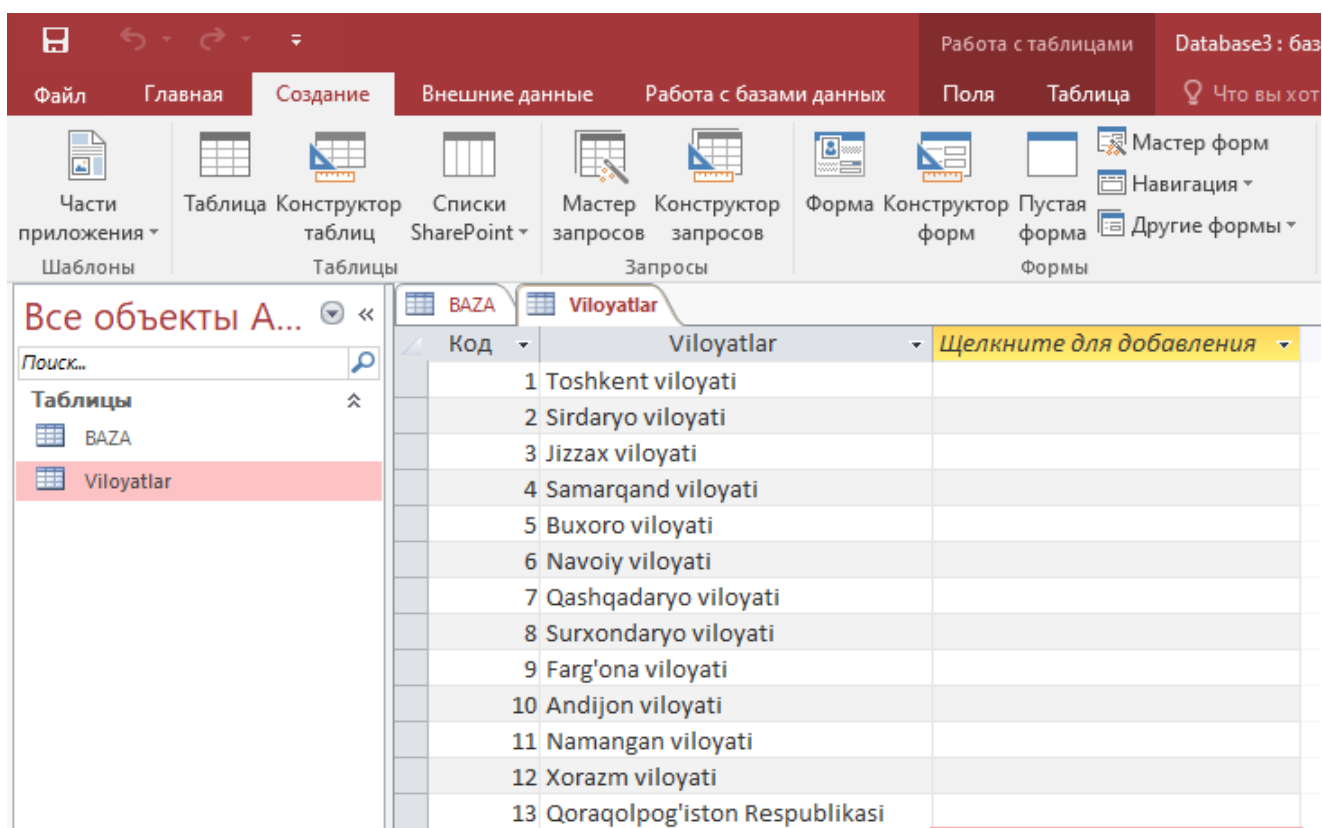 Работа с таблицами Database3 : баз
Файл Главная Создание Внешние данные Работа с базами данных Поля Таблица Что вы хот
Части приложения
Таблица
Конструктор таблиц
Списки SharePoint
Мастер запросов
Конструктор запросов
Форма
Конструктор форм
Пустая форма
Мастер форм
Навигация
Другие формы
Шаблоны Таблицы Запросы Формы
Все объекты A...
Поиск...
Таблицы
BAZA
Viloyatlar
BAZA Viloyatlar
Код Viloyatlar Щелкните для добавления
1 Toshkent viloyati
2 Sirdaryo viloyati
3 Jizzax viloyati
4 Samarqand viloyati
5 Buxoro viloyati
6 Navoiy viloyati
7 Qashqadaryo viloyati
8 Surxondaryo viloyati
9 Farg'ona viloyati
10 Andijon viloyati
11 Namangan viloyati
12 Xorazm viloyati
13 Qoraqolpog'iston Respublikasi